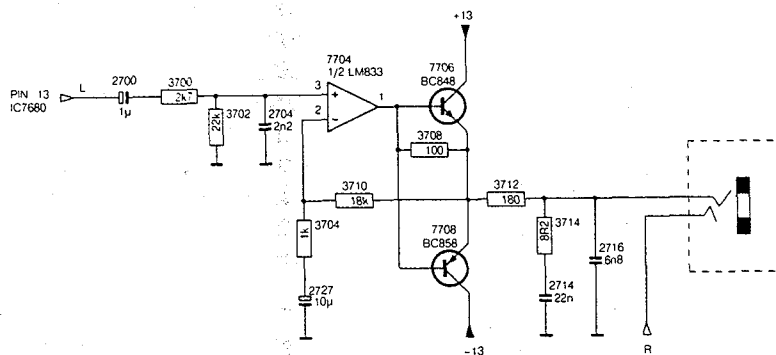 +13
7704
1/2 LM833
7706
BC848
PIN 13
IC7680
L
2700
1µ
3700
2k7
3702
22k
2704
2n2
3
+
2
−
1
3708
100
3710
18k
3712
180
3704
1k
7708
BC858
3714
8R2
2716
6n8
2727
10µ
2714
22n
−13
R